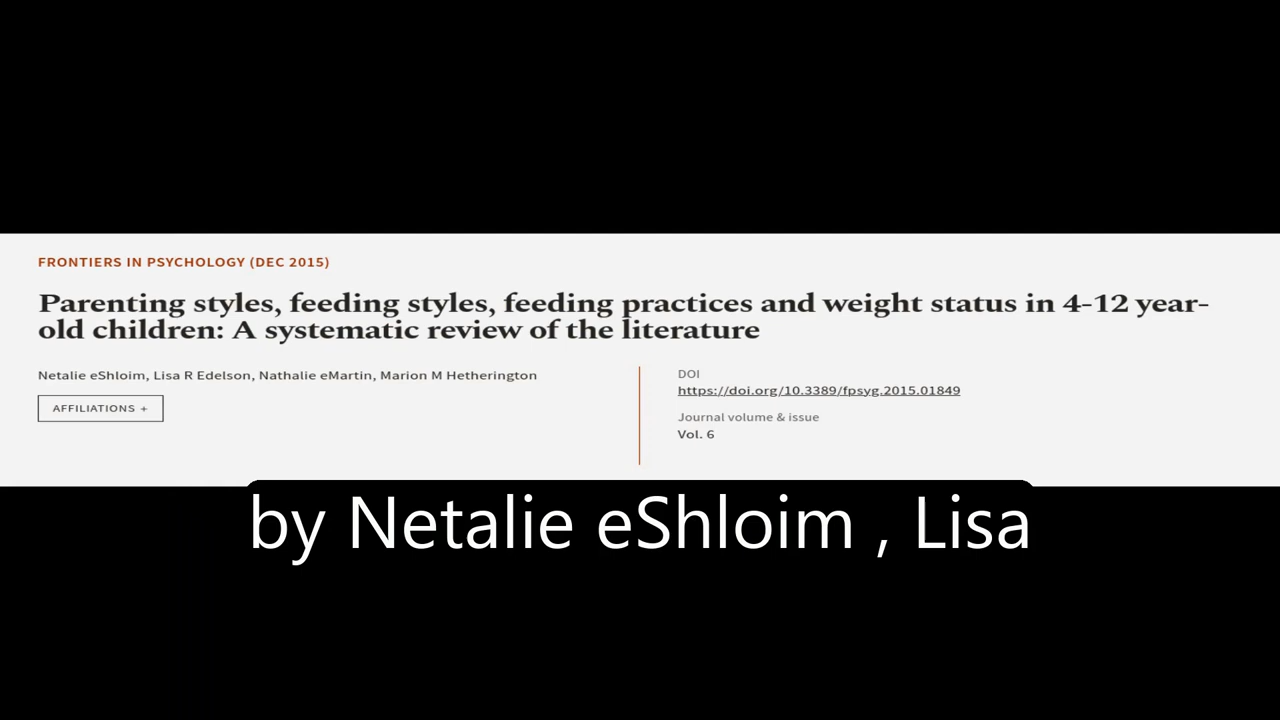 FRONTIERS IN PSYCHOLOGY (DEC 2015)
Parenting styles, feeding styles, feeding practices and weight status in 4-12 year-
old children: A systematic review of the literature
Netalie eShloim, Lisa R Edelson, Nathalie eMartin, Marion M Hetherington
AFFILIATIONS +
DOI
https://doi.org/10.3389/fpsyg.2015.01849
Journal volume & issue
Vol. 6
by Netalie eShloim , Lisa